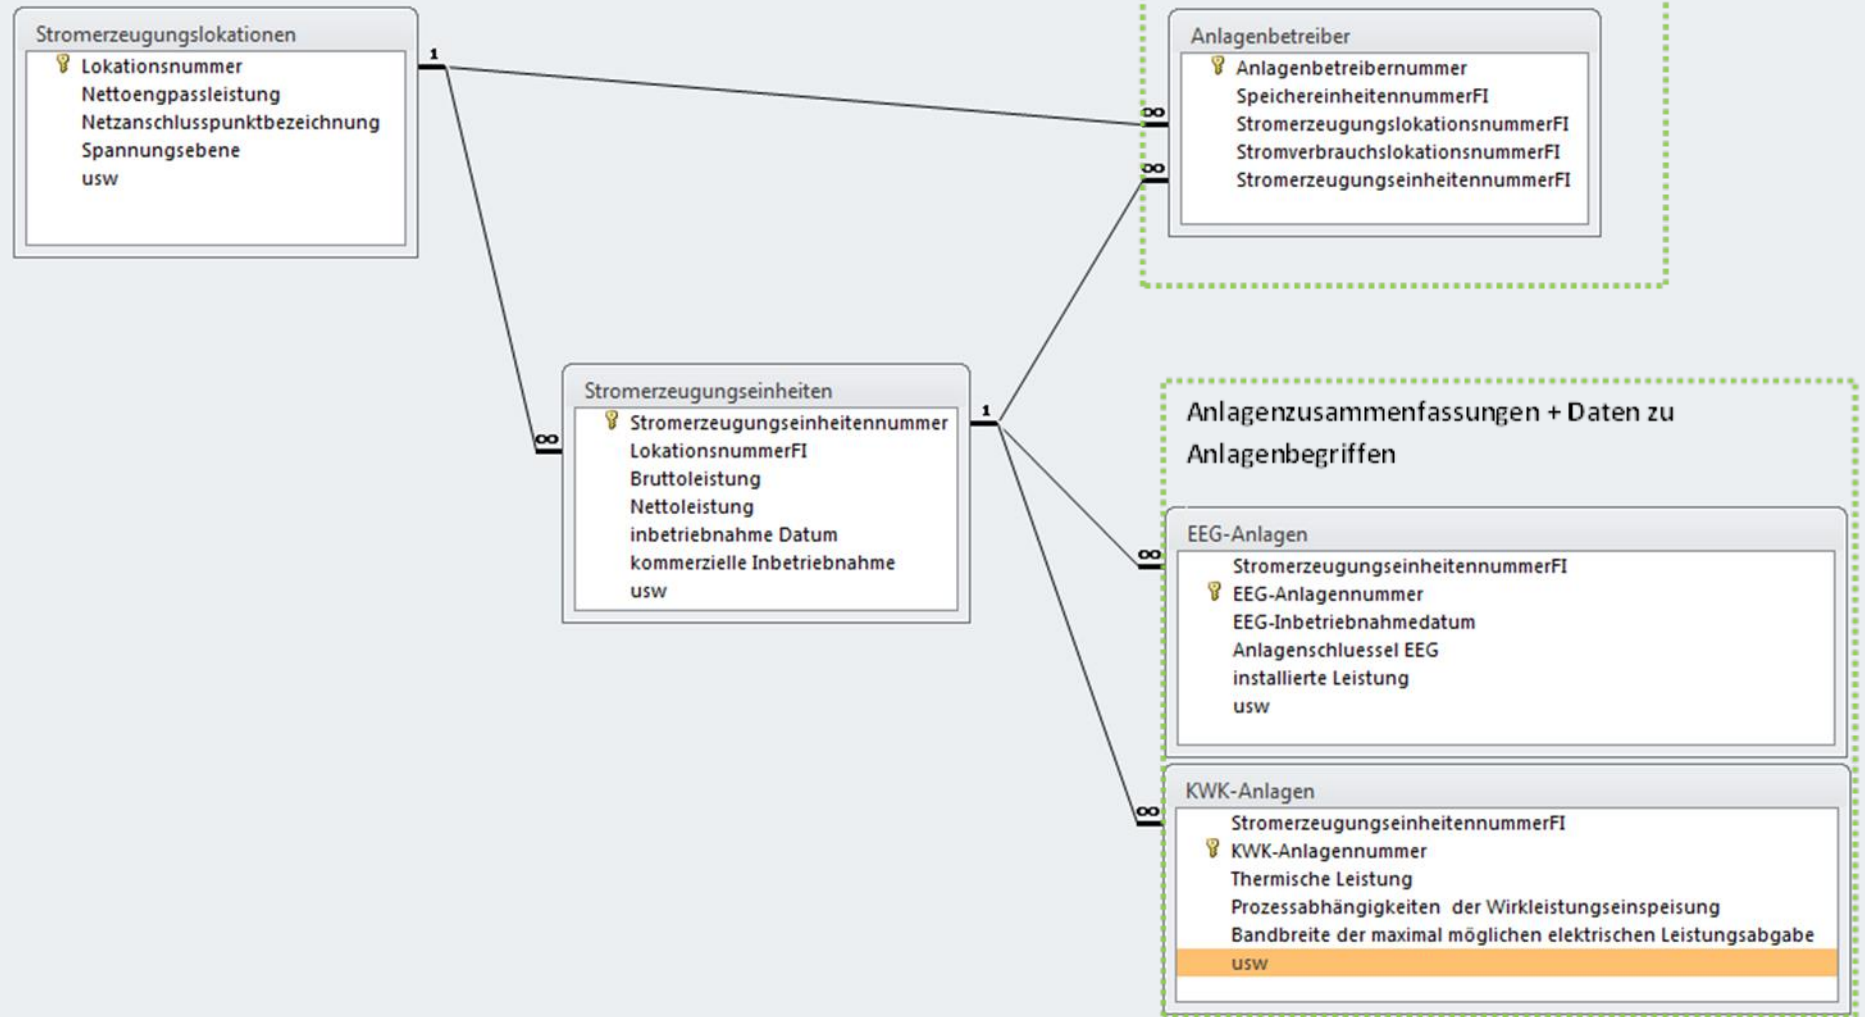 Stromerzeugungslokationen
Lokationsnummer
Nettoengpassleistung
Netzanschlusspunktbezeichnung
Spannungsebene
usw
1
Anlagenbetreiber
Anlagenbetreibernummer
SpeichereinheitennummerFI
StromerzeugungslokationsnummerFI
StromverbrauchslokationsnummerFI
StromerzeugungseinheitennummerFI
∞
∞
Stromerzeugungseinheiten
Stromerzeugungseinheitennummer
LokationsnummerFI
Bruttoleistung
Nettoleistung
inbetriebnahme Datum
kommerzielle Inbetriebnahme
usw
∞
1
Anlagenzusammenfassungen + Daten zu
Anlagenbegriffen
EEG-Anlagen
StromerzeugungseinheitennummerFI
EEG-Anlagennummer
EEG-Inbetriebnahmedatum
Anlagenschluessel EEG
installierte Leistung
usw
∞
KWK-Anlagen
StromerzeugungseinheitennummerFI
KWK-Anlagennummer
Thermische Leistung
Prozessabhängigkeiten der Wirkleistungseinspeisung
Bandbreite der maximal möglichen elektrischen Leistungsabgabe
usw
∞